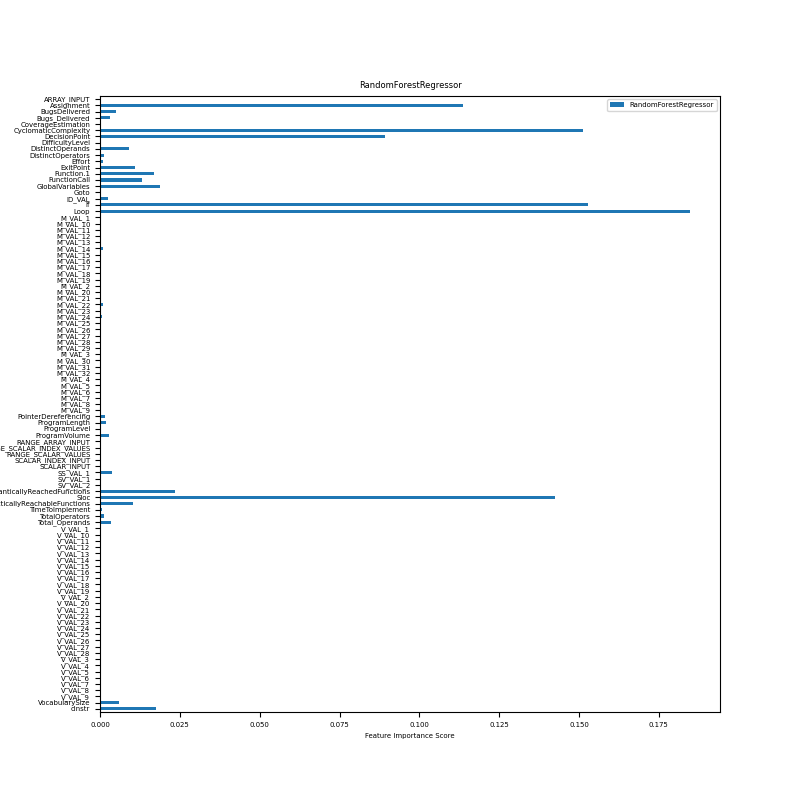 RandomForestRegressor
RandomForestRegressor
ARRAY_INPUT
Assignment
BugsDelivered
Bugs_Delivered
CoverageEstimation
CyclomaticComplexity
DecisionPoint
DifficultyLevel
DistinctOperands
DistinctOperators
Effort
ExitPoint
Function.1
FunctionCall
GlobalVariables
Goto
ID_VAL
If
Loop
M_VAL_1
M_VAL_10
M_VAL_11
M_VAL_12
M_VAL_13
M_VAL_14
M_VAL_15
M_VAL_16
M_VAL_17
M_VAL_18
M_VAL_19
M_VAL_2
M_VAL_20
M_VAL_21
M_VAL_22
M_VAL_23
M_VAL_24
M_VAL_25
M_VAL_26
M_VAL_27
M_VAL_28
M_VAL_29
M_VAL_3
M_VAL_30
M_VAL_31
M_VAL_32
M_VAL_4
M_VAL_5
M_VAL_6
M_VAL_7
M_VAL_8
M_VAL_9
PointerDereferencing
ProgramLength
ProgramLevel
ProgramVolume
RANGE_ARRAY_INPUT
E_SCALAR_INDEX_VALUES
RANGE_SCALAR_VALUES
SCALAR_INDEX_INPUT
SCALAR_INPUT
SS_VAL_1
SV_VAL_1
SV_VAL_2
anticallyReachedFunctions
Sloc
ticallyReachableFunctions
TimeToImplement
TotalOperators
Total_Operands
V_VAL_1
V_VAL_10
V_VAL_11
V_VAL_12
V_VAL_13
V_VAL_14
V_VAL_15
V_VAL_16
V_VAL_17
V_VAL_18
V_VAL_19
V_VAL_2
V_VAL_20
V_VAL_21
V_VAL_22
V_VAL_23
V_VAL_24
V_VAL_25
V_VAL_26
V_VAL_27
V_VAL_28
V_VAL_3
V_VAL_4
V_VAL_5
V_VAL_6
V_VAL_7
V_VAL_8
V_VAL_9
VocabularySize
clnstr
0.000 0.025 0.050 0.075 0.100 0.125 0.150 0.175
Feature Importance Score